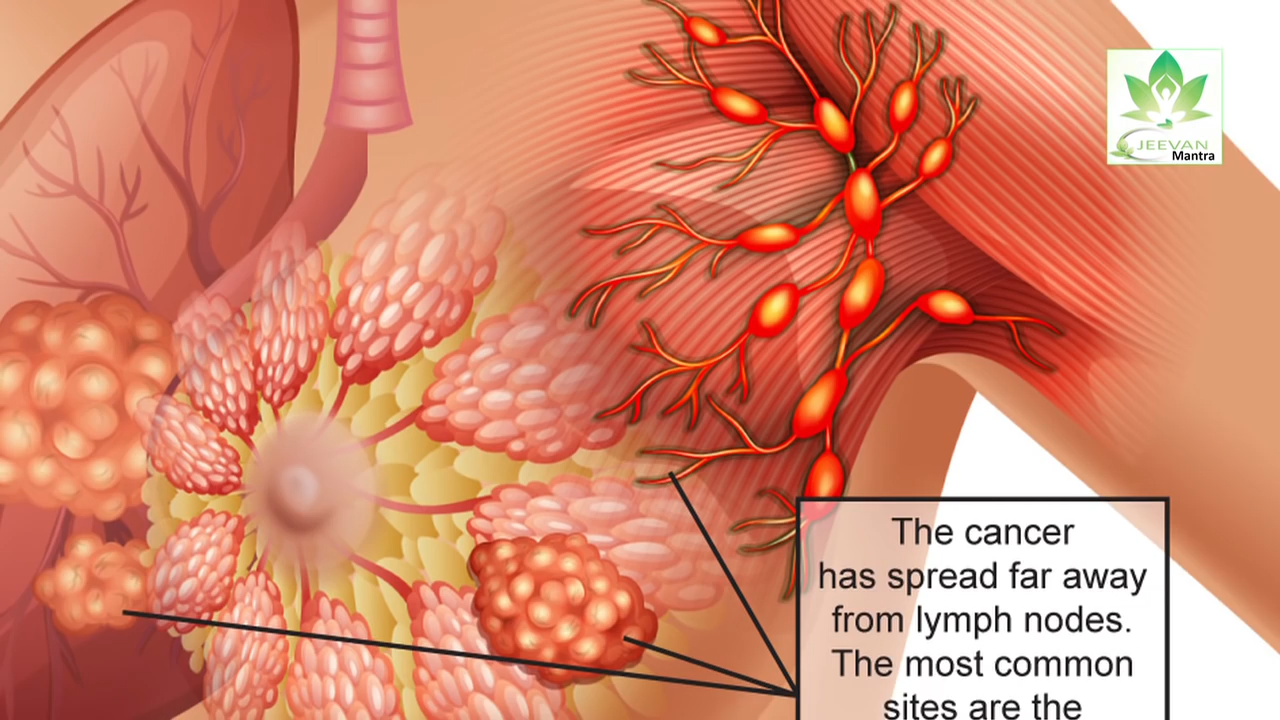 JEEVAN
Mantra
The cancer
has spread far away
from lymph nodes.
The most common
sites are the